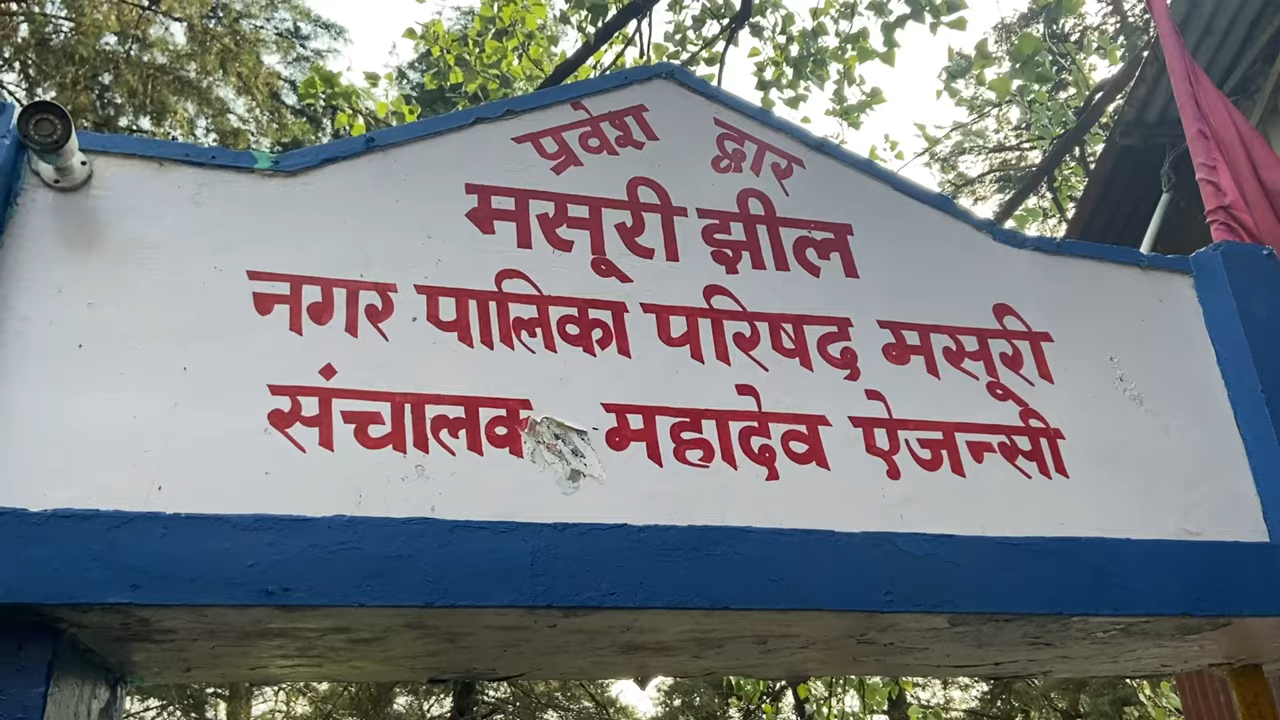 प्रवेश द्वार
मसूरी झील
नगर पालिका परिषद मसूरी
संचालक महादेव ऐजन्सी